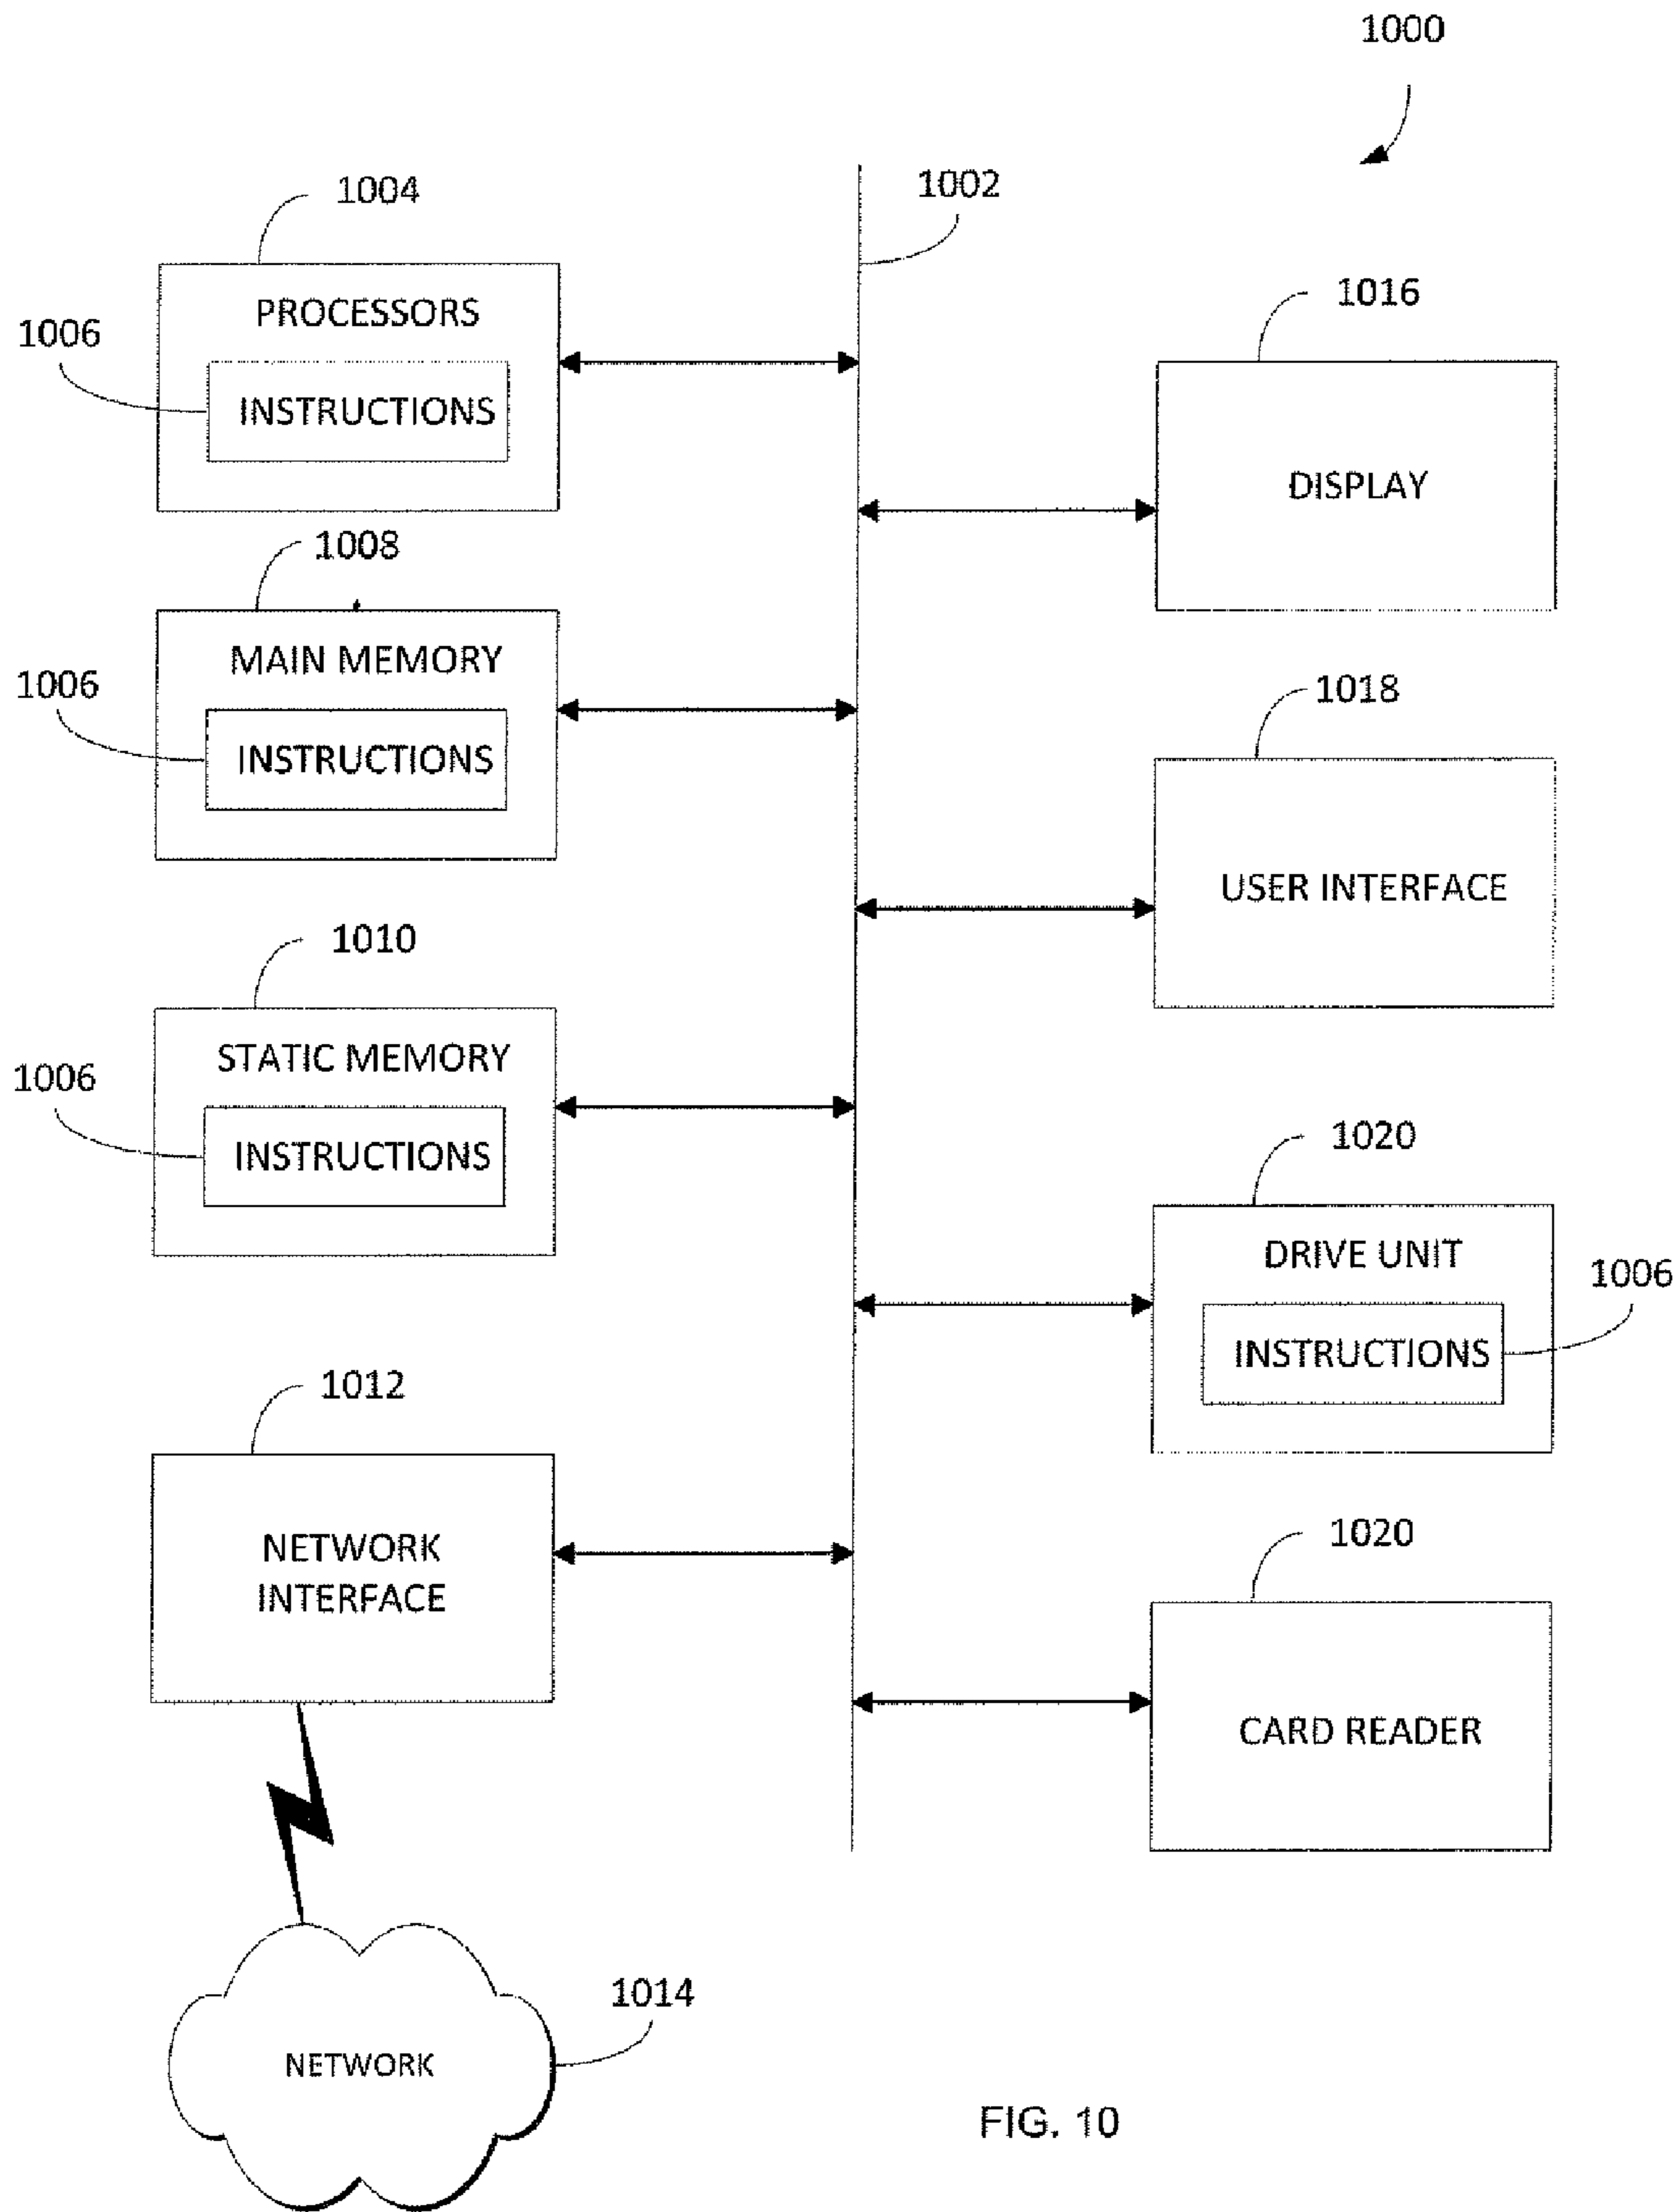 1000
1004
1002
PROCESSORS
1006
INSTRUCTIONS
1016
DISPLAY
1008
MAIN MEMORY
1006
INSTRUCTIONS
1018
USER INTERFACE
1010
STATIC MEMORY
1006
INSTRUCTIONS
1020
DRIVE UNIT
1006
INSTRUCTIONS
1012
NETWORK
INTERFACE
1020
CARD READER
1014
NETWORK
FIG. 10